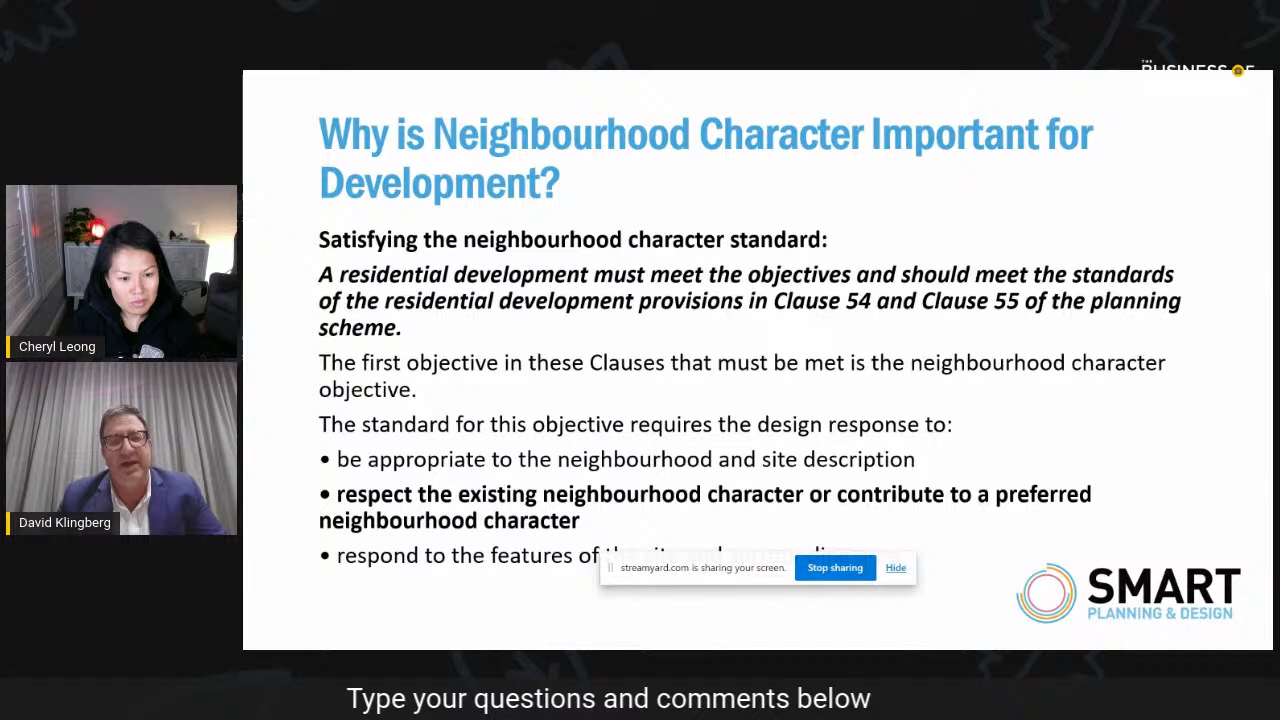 THE
BUSINESS OF
Why is Neighbourhood Character Important for
Development?
Satisfying the neighbourhood character standard:
A residential development must meet the objectives and should meet the standards
of the residential development provisions in Clause 54 and Clause 55 of the planning
scheme.
The first objective in these Clauses that must be met is the neighbourhood character
objective.
The standard for this objective requires the design response to:
• be appropriate to the neighbourhood and site description
• respect the existing neighbourhood character or contribute to a preferred
neighbourhood character
• respond to the features of
streamyard.com is sharing your screen.
Stop sharing
Hide
SMART
PLANNING & DESIGN
Cheryl Leong
David Klingberg
Type your questions and comments below